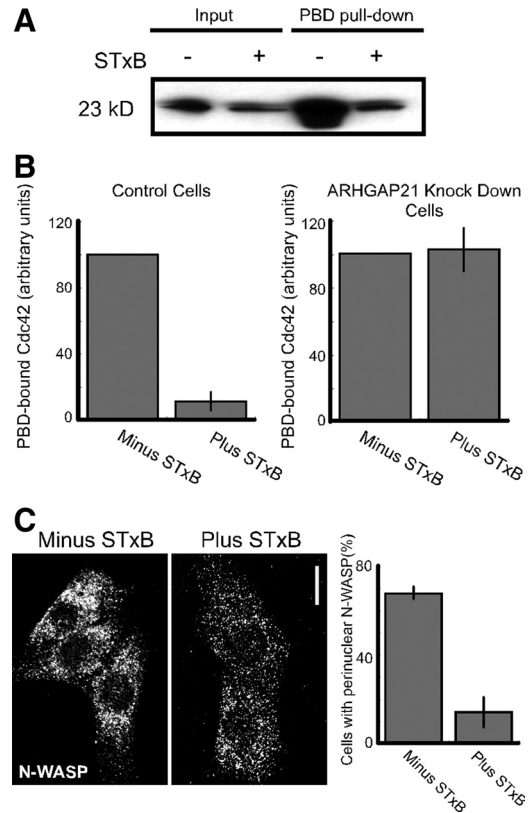 A
Input
PBD pull-down
STxB
- + - +
23 kD
B
Control Cells
ARHGAP21 Knock Down
Cells
PBD-bound Cdc42 (arbitrary units)
120
80
40
0
Minus STxB
Plus STxB
PBD-bound Cdc42 (arbitrary units)
120
80
40
0
Minus STxB
Plus STxB
C
Minus STxB
Plus STxB
N-WASP
Cells with perinuclear N-WASP(%)
80
40
0
Minus STxB
Plus STxB